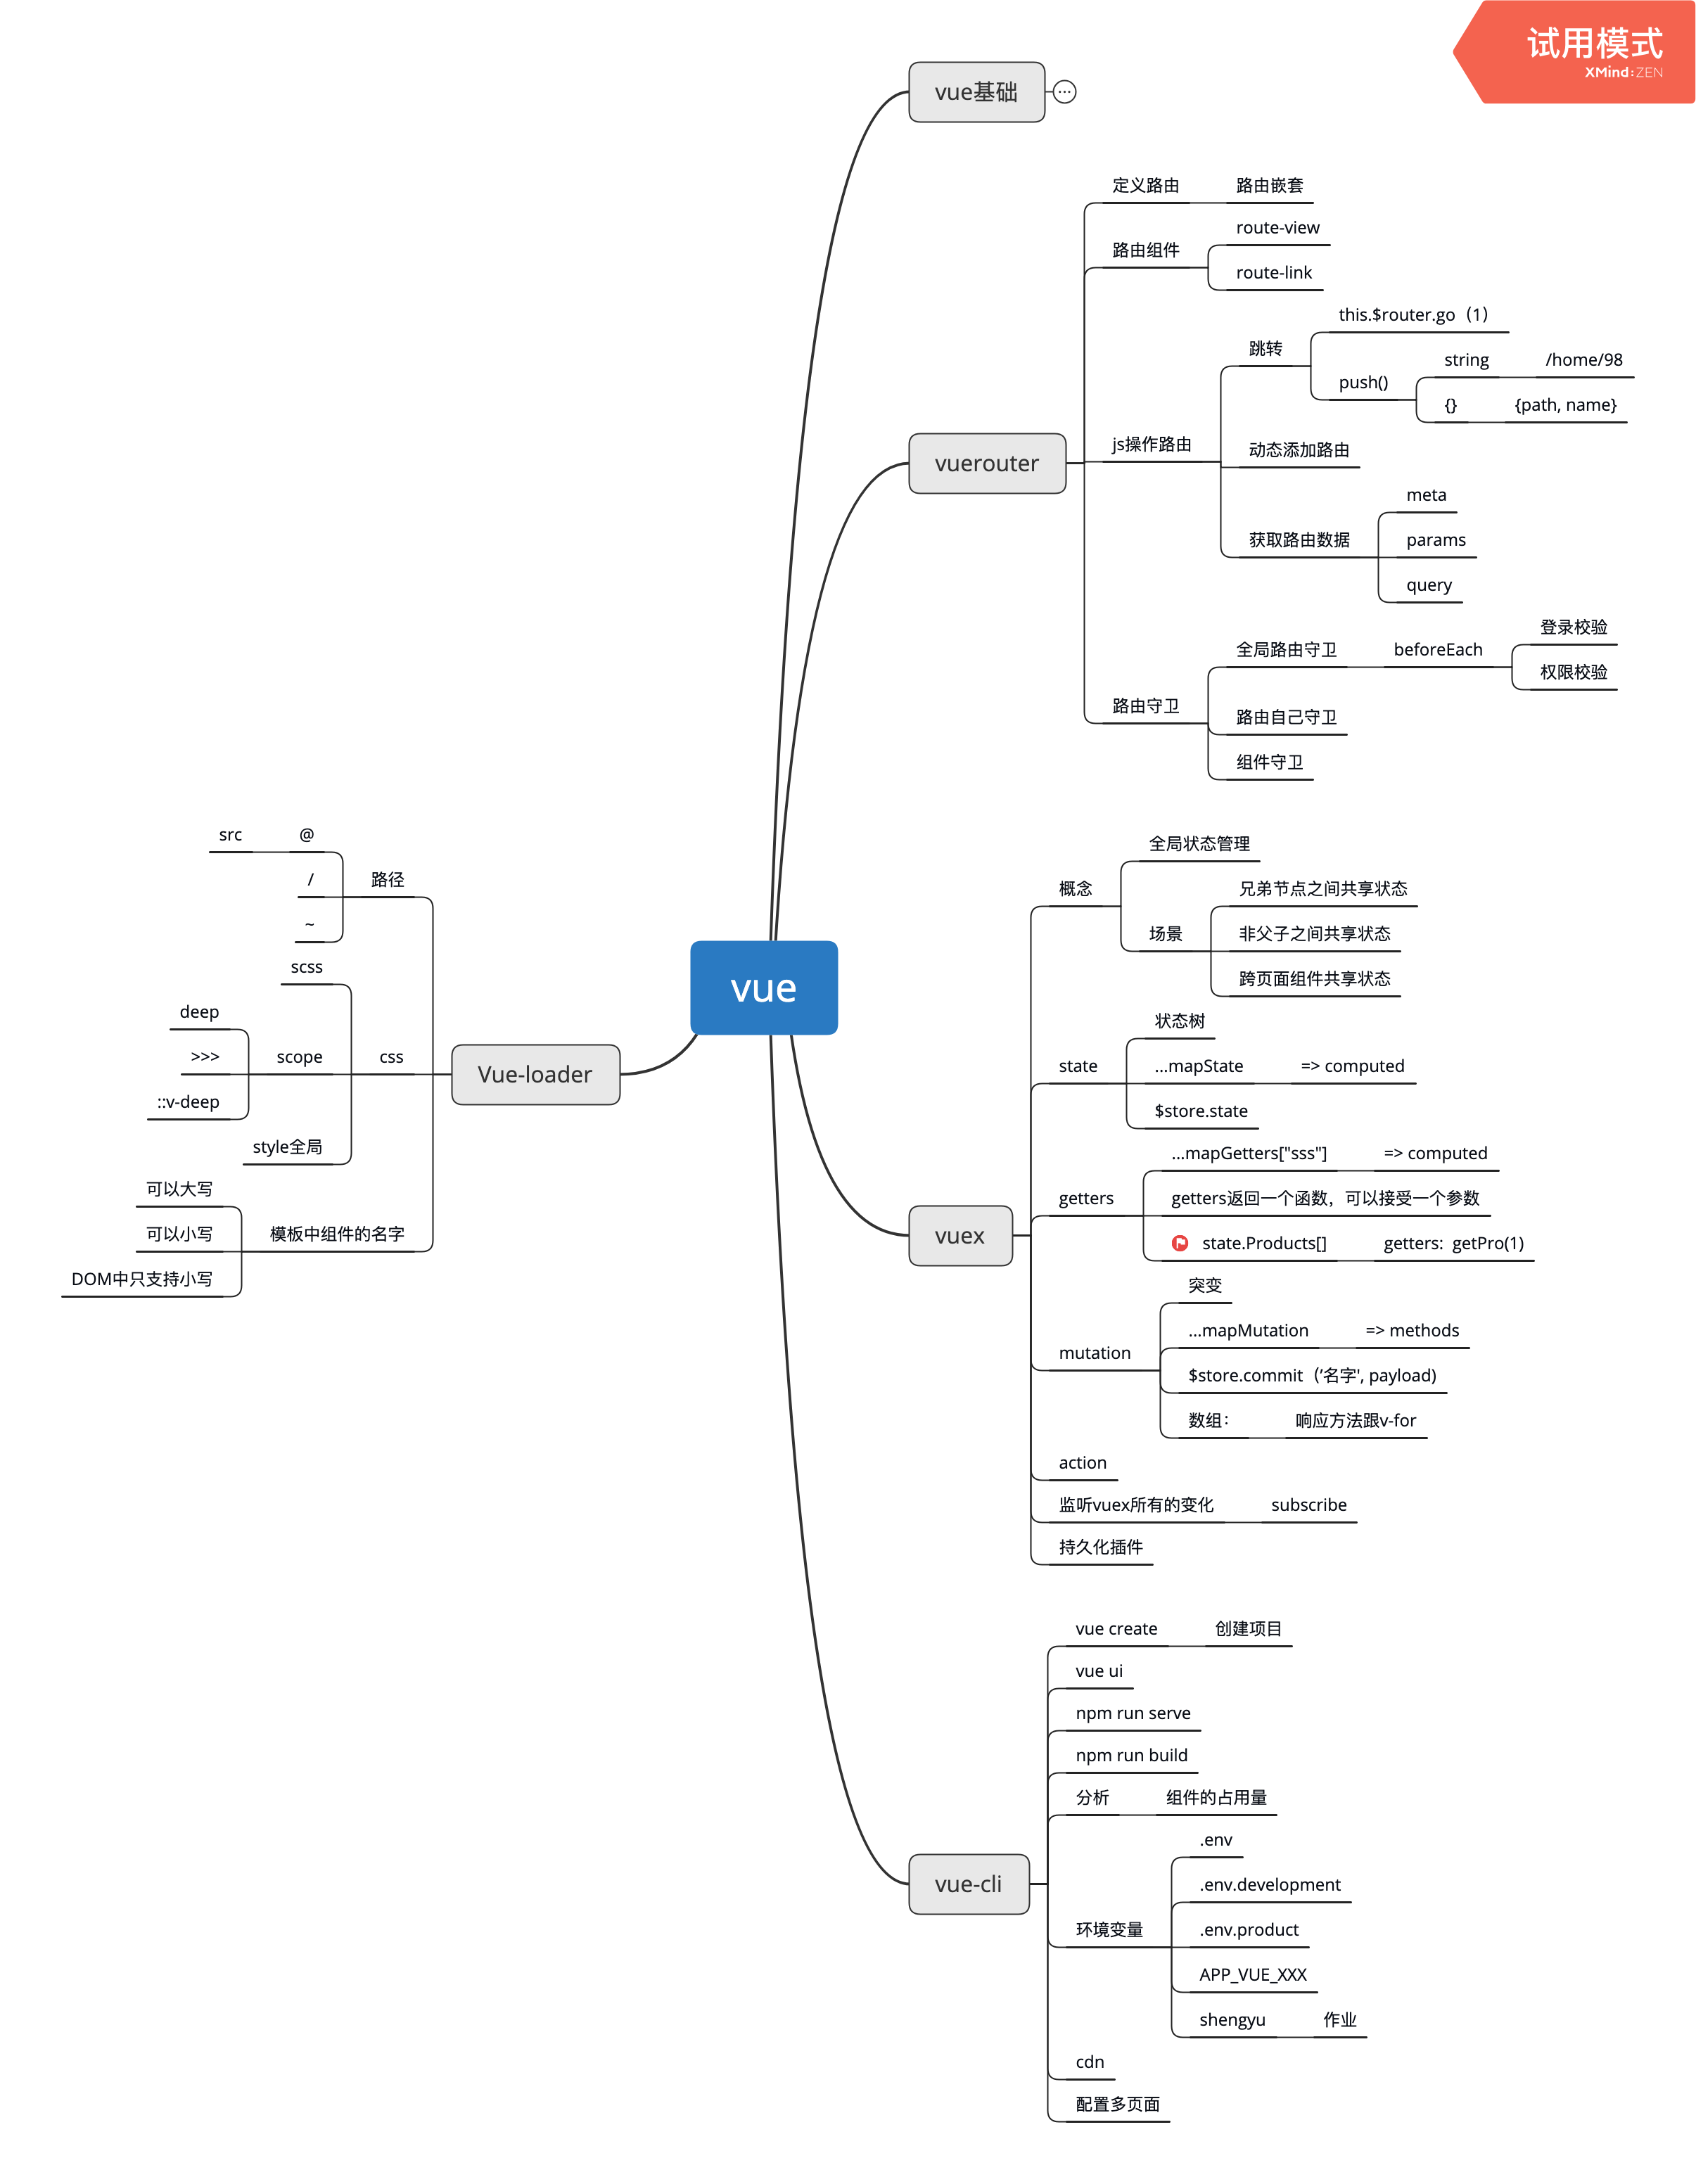 试用模式
XMind:ZEN
vue
vue基础
vuerouter
定义路由
路由嵌套
路由组件
route-view
route-link
js操作路由
跳转
this.$router.go（1）
push()
string
/home/98
{}
{path, name}
动态添加路由
获取路由数据
meta
params
query
路由守卫
全局路由守卫
beforeEach
登录校验
权限校验
路由自己守卫
组件守卫
vuex
概念
全局状态管理
场景
兄弟节点之间共享状态
非父子之间共享状态
跨页面组件共享状态
state
状态树
...mapState
=> computed
$store.state
getters
...mapGetters["sss"]
=> computed
getters返回一个函数，可以接受一个参数
state.Products[]
getters:  getPro(1)
mutation
突变
...mapMutation
=> methods
$store.commit（’名字', payload)
数组：
响应方法跟v-for
action
监听vuex所有的变化
subscribe
持久化插件
vue-cli
vue create
创建项目
vue ui
npm run serve
npm run build
分析
组件的占用量
环境变量
.env
.env.development
.env.product
APP_VUE_XXX
shengyu
作业
cdn
配置多页面
Vue-loader
路径
@
src
/
~
css
scss
scope
deep
>>>
::v-deep
style全局
模板中组件的名字
可以大写
可以小写
DOM中只支持小写